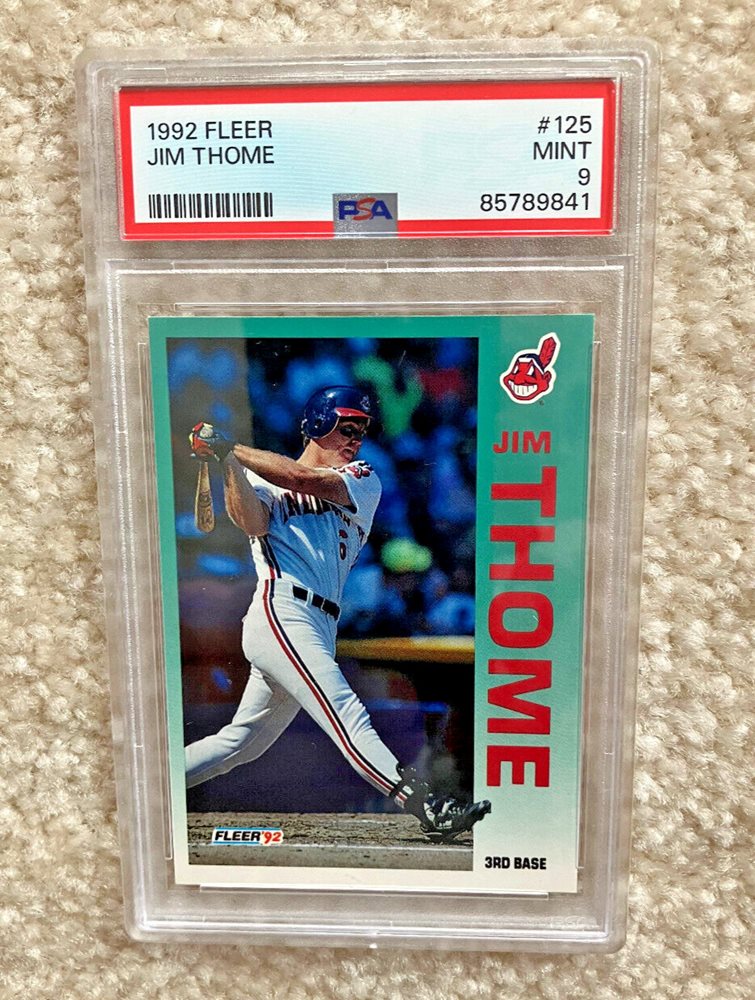 1992 FLEER
JIM THOME
#125
MINT
9
85789841
PSA
JIM
THOME
FLEER '92
3RD BASE